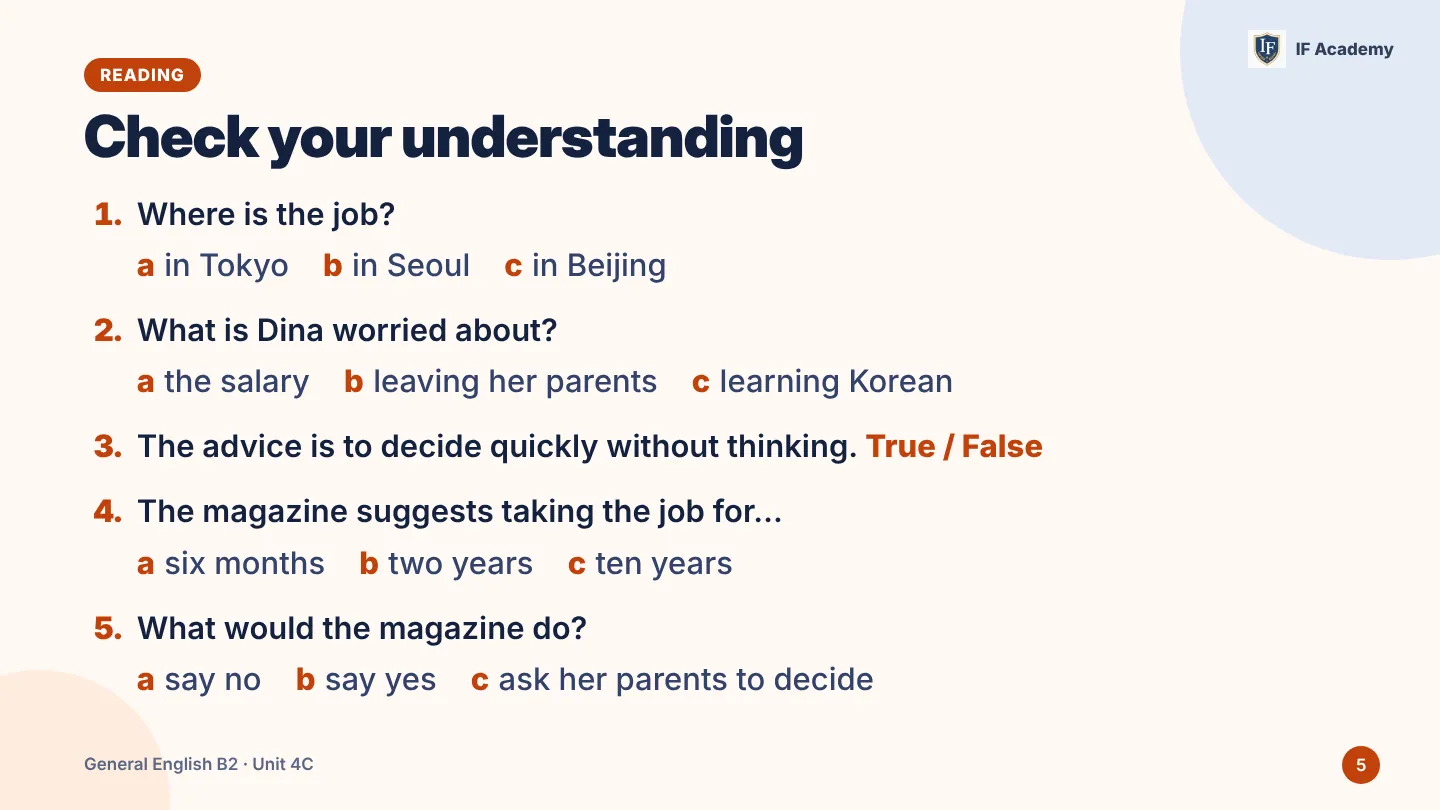 IF
IF Academy
READING
Check your understanding
1. Where is the job?
a in Tokyo b in Seoul c in Beijing
2. What is Dina worried about?
a the salary b leaving her parents c learning Korean
3. The advice is to decide quickly without thinking. True / False
4. The magazine suggests taking the job for…
a six months b two years c ten years
5. What would the magazine do?
a say no b say yes c ask her parents to decide
General English B2 · Unit 4C
5